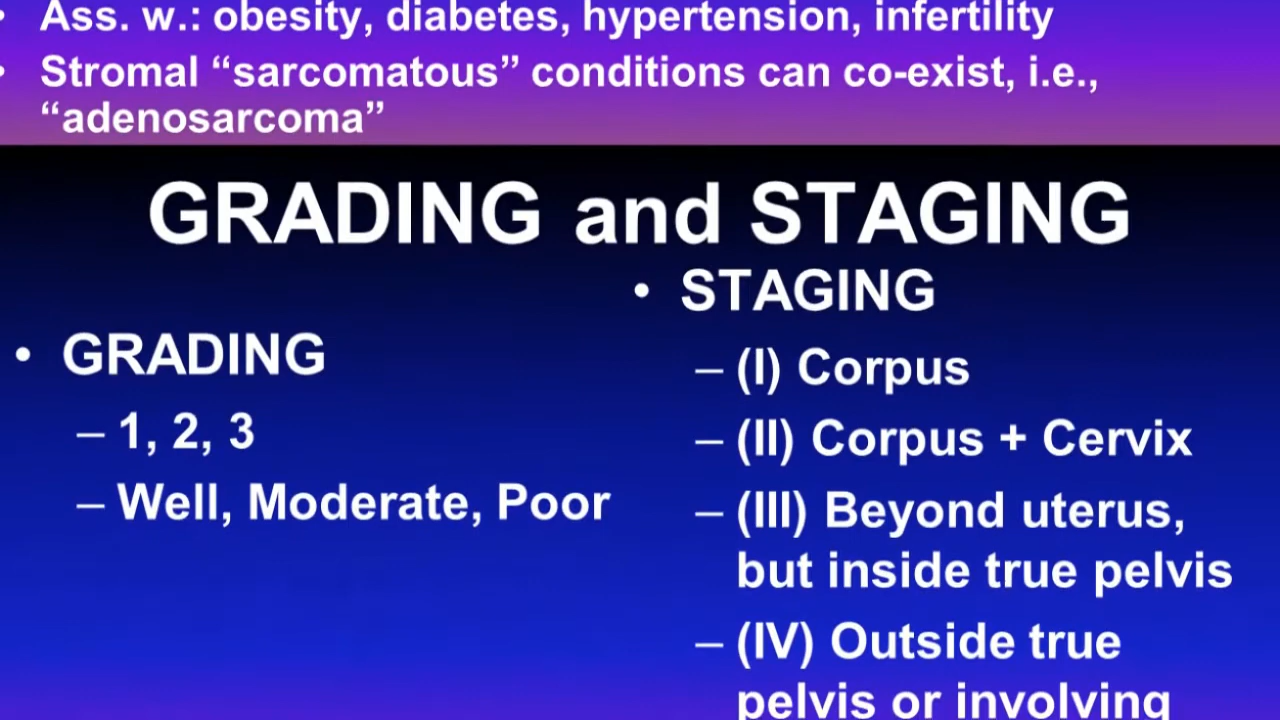 • Ass. w.: obesity, diabetes, hypertension, infertility
• Stromal “sarcomatous” conditions can co-exist, i.e.,
“adenosarcoma”
GRADING and STAGING
• GRADING
– 1, 2, 3
– Well, Moderate, Poor
• STAGING
– (I) Corpus
– (II) Corpus + Cervix
– (III) Beyond uterus,
but inside true pelvis
– (IV) Outside true
pelvis or involving